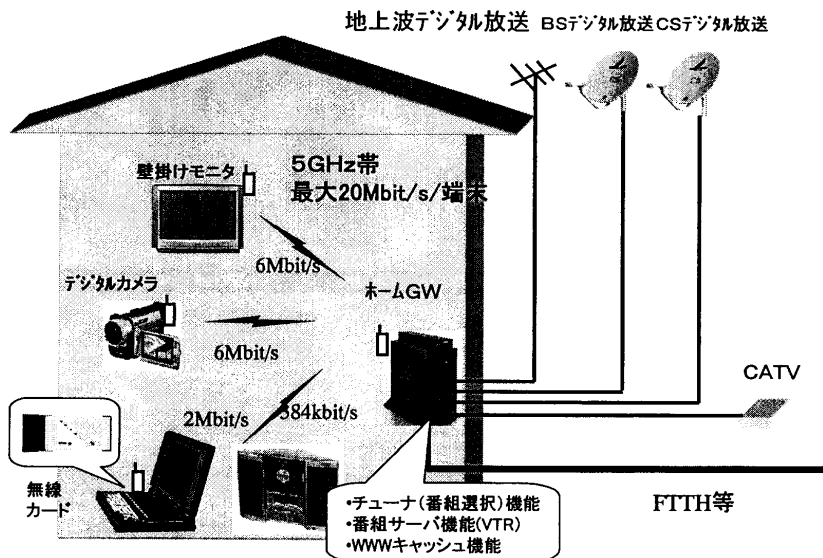 地上波デジタル放送 BSデジタル放送 CSデジタル放送
壁掛けモニタ
5GHz帯
最大20Mbit/s/端末
6Mbit/s
デジタルカメラ
ホームGW
6Mbit/s
CATV
2Mbit/s
384kbit/s
無線
カード
•チューナ(番組選択)機能
•番組サーバ機能(VTR)
•WWWキャッシュ機能
FTTH等